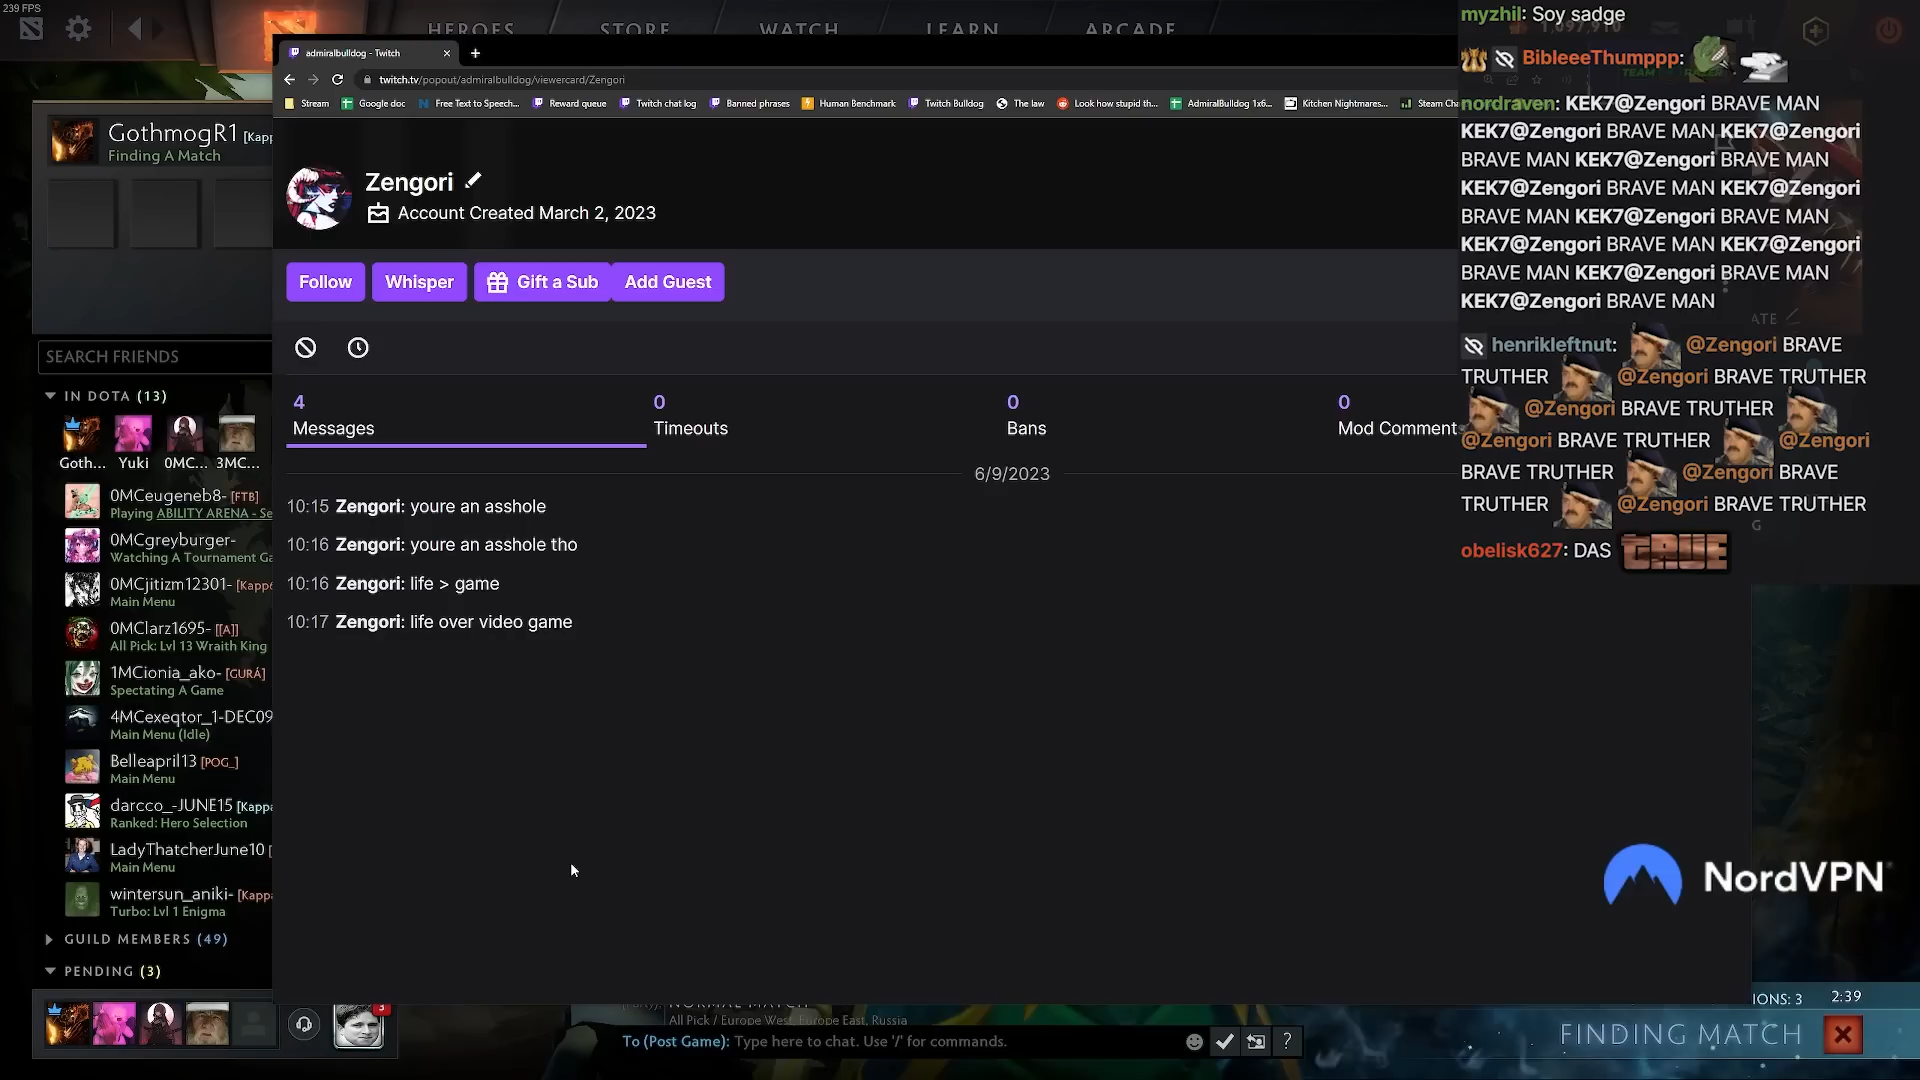 239 FPS
HEROES STORE WATCH LEARN ARCADE
admiralbulldog - Twitch
twitch.tv/popout/admiralbulldog/viewercard/Zengori
Stream Google doc Free Text to Speech... Reward queue Twitch chat log Banned phrases Human Benchmark Twitch Bulldog The law Look how stupid th... AdmiralBulldog 1x6... Kitchen Nightmares... Steam Cha
GothmogR1 [Kapp
Finding A Match
SEARCH FRIENDS
IN DOTA (13)
Goth... Yuki 0MC... 3MC...
0MCeugeneb8- [FTB]
Playing ABILITY ARENA - Se
0MCgreyburger-
Watching A Tournament Ga
0MCjitizm12301- [Kapp
Main Menu
0MClarz1695- [[A]]
All Pick: Lvl 13 Wraith King
1MCionia_ako- [GURÁ]
Spectating A Game
4MCexeqtor_1-DEC09
Main Menu (Idle)
Belleapril13 [POG_]
Main Menu
darcco_-JUNE15 [Kappa
Ranked: Hero Selection
LadyThatcherJune10 [
Main Menu
wintersun_aniki- [Kappa
Turbo: Lvl 1 Enigma
GUILD MEMBERS (49)
PENDING (3)
3
Zengori
Account Created March 2, 2023
Follow Whisper Gift a Sub Add Guest
4 0 0 0
Messages Timeouts Bans Mod Comment
6/9/2023
10:15 Zengori: youre an asshole
10:16 Zengori: youre an asshole tho
10:16 Zengori: life > game
10:17 Zengori: life over video game
myzhil: Soy sadge
BibleeeThumppp:
nordraven: KEK7@Zengori BRAVE MAN
KEK7@Zengori BRAVE MAN KEK7@Zengori
BRAVE MAN KEK7@Zengori BRAVE MAN
KEK7@Zengori BRAVE MAN KEK7@Zengori
BRAVE MAN KEK7@Zengori BRAVE MAN
KEK7@Zengori BRAVE MAN KEK7@Zengori
BRAVE MAN KEK7@Zengori BRAVE MAN
KEK7@Zengori BRAVE MAN
ATE
henrikleftnut: @Zengori BRAVE
TRUTHER @Zengori BRAVE TRUTHER
@Zengori BRAVE TRUTHER
@Zengori BRAVE TRUTHER @Zengori
BRAVE TRUTHER @Zengori BRAVE
TRUTHER @Zengori BRAVE TRUTHER
G
obelisk627: DAS TRUE
NordVPN
NORMAL MATCH
All Pick / Europe West, Europe East, Russia
To (Post Game): Type here to chat. Use '/' for commands.
?
IONS: 3 2:39
FINDING MATCH